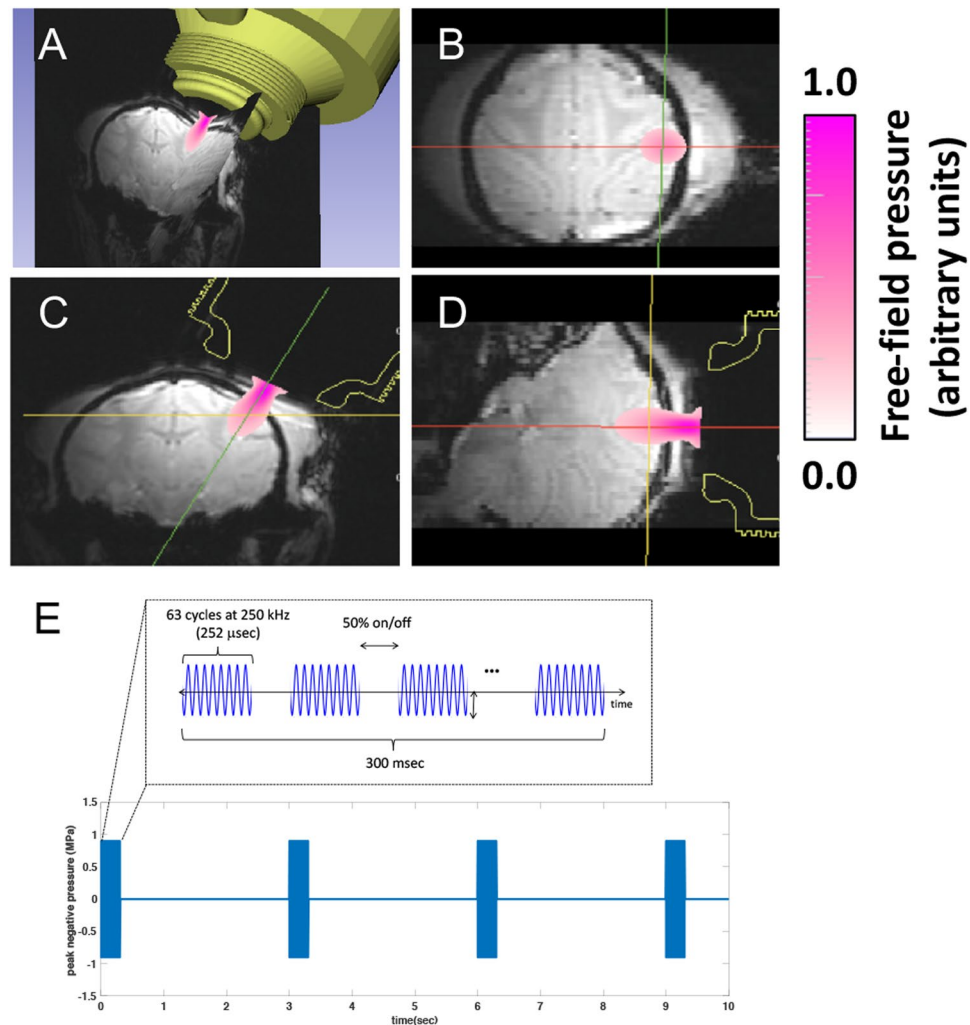 A
B
1.0
Free-field pressure
(arbitrary units)
0.0
C
D
E
63 cycles at 250 kHz
(252 μsec)
50% on/off
...
time
300 msec
1.5
1
0.5
0
-0.5
-1
-1.5
peak negative pressure (MPa)
0 1 2 3 4 5 6 7 8 9 10
time(sec)